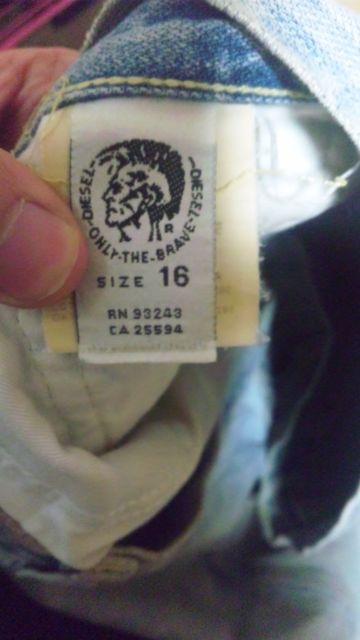 DIESEL DIESEL
ONLY-THE-BRAVE
R
SIZE 16
RN 93243
CA 25594